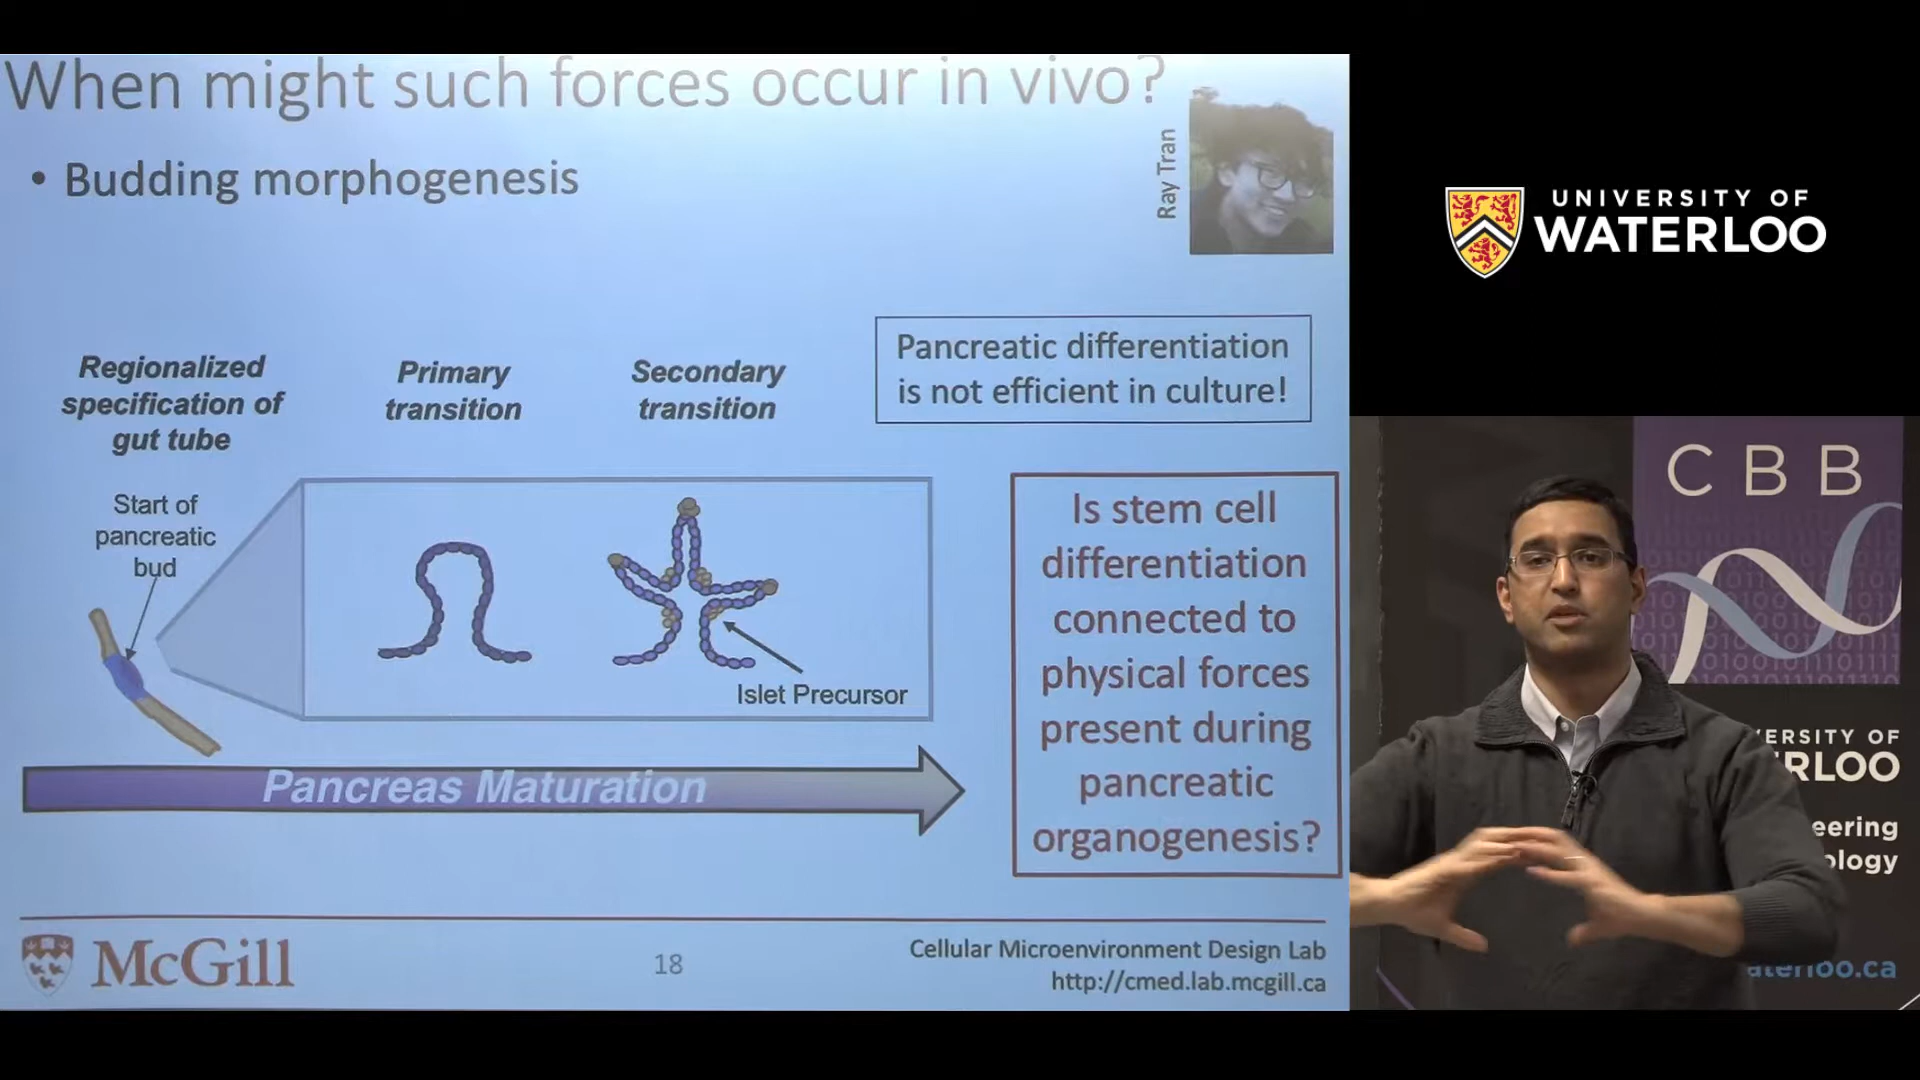 When might such forces occur in vivo?
• Budding morphogenesis
Ray Tran
Regionalized
specification of
gut tube
Primary
transition
Secondary
transition
Pancreatic differentiation
is not efficient in culture!
Start of
pancreatic
bud
Islet Precursor
Is stem cell
differentiation
connected to
physical forces
present during
pancreatic
organogenesis?
Pancreas Maturation
McGill
18
Cellular Microenvironment Design Lab
http://cmed.lab.mcgill.ca
UNIVERSITY OF
WATERLOO
CBB
ERSITY OF
RLOO
eering
ology
aterloo.ca